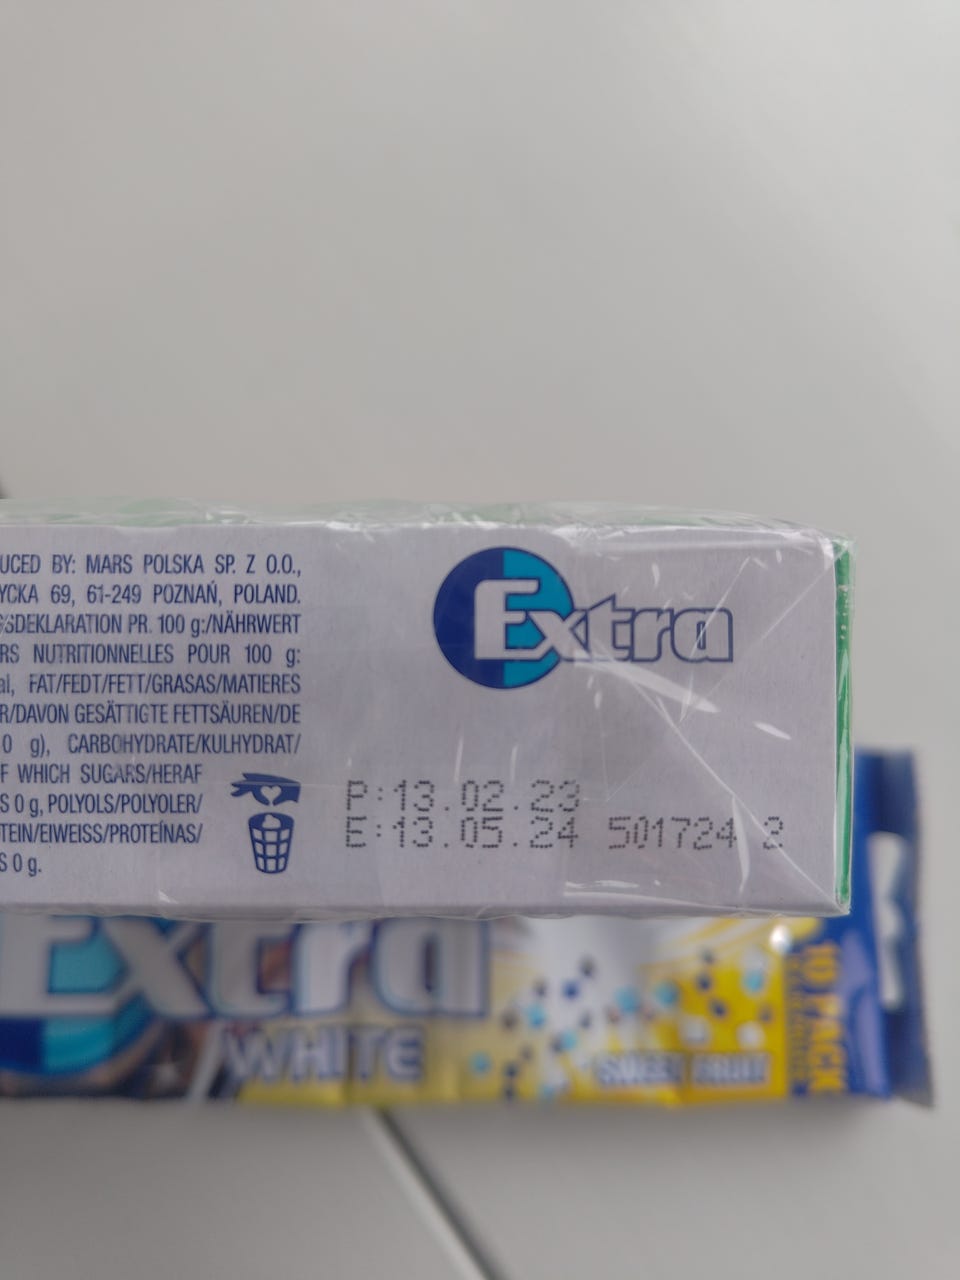 UCED BY: MARS POLSKA SP. Z O.O.,
YCKA 69, 61-249 POZNAŃ, POLAND.
GSDEKLARATION PR. 100 g:/NÄHRWERT
RS NUTRITIONNELLES POUR 100 g:
al, FAT/FEDT/FETT/GRASAS/MATIERES
R/DAVON GESÄTTIGTE FETTSÄUREN/DE
0 g), CARBOHYDRATE/KULHYDRAT/
F WHICH SUGARS/HERAF
S 0 g, POLYOLS/POLYOLER/
TEIN/EIWEISS/PROTEÍNAS/
S 0 g.
Extra
P:13.02.23
E:13.05.24 501724 2
Extra
WHITE
SWEET FRUIT
10 PACK